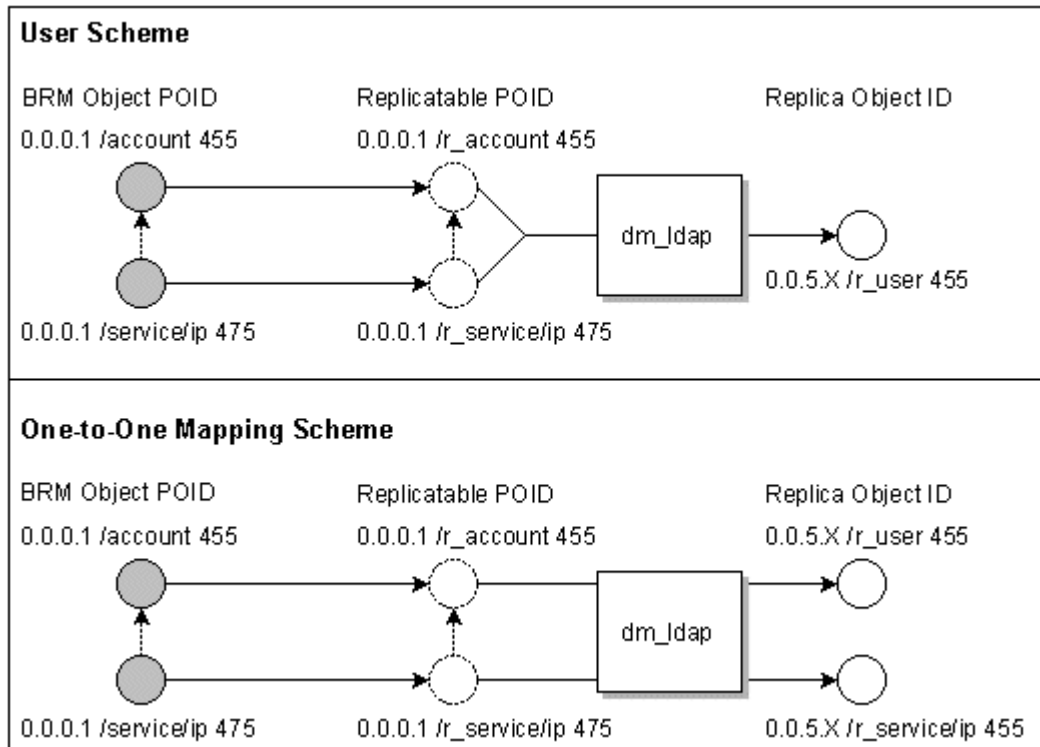 User Scheme
BRM Object POID Replicatable POID Replica Object ID
0.0.0.1 /account 455 0.0.0.1 /r_account 455
dm_ldap
0.0.5.X /r_user 455
0.0.0.1 /service/ip 475 0.0.0.1 /r_service/ip 475
One-to-One Mapping Scheme
BRM Object POID Replicatable POID Replica Object ID
0.0.0.1 /account 455 0.0.0.1 /r_account 455 0.0.5.X /r_user 455
dm_ldap
0.0.0.1 /service/ip 475 0.0.0.1 /r_service/ip 475 0.0.5.X /r_service/ip 455